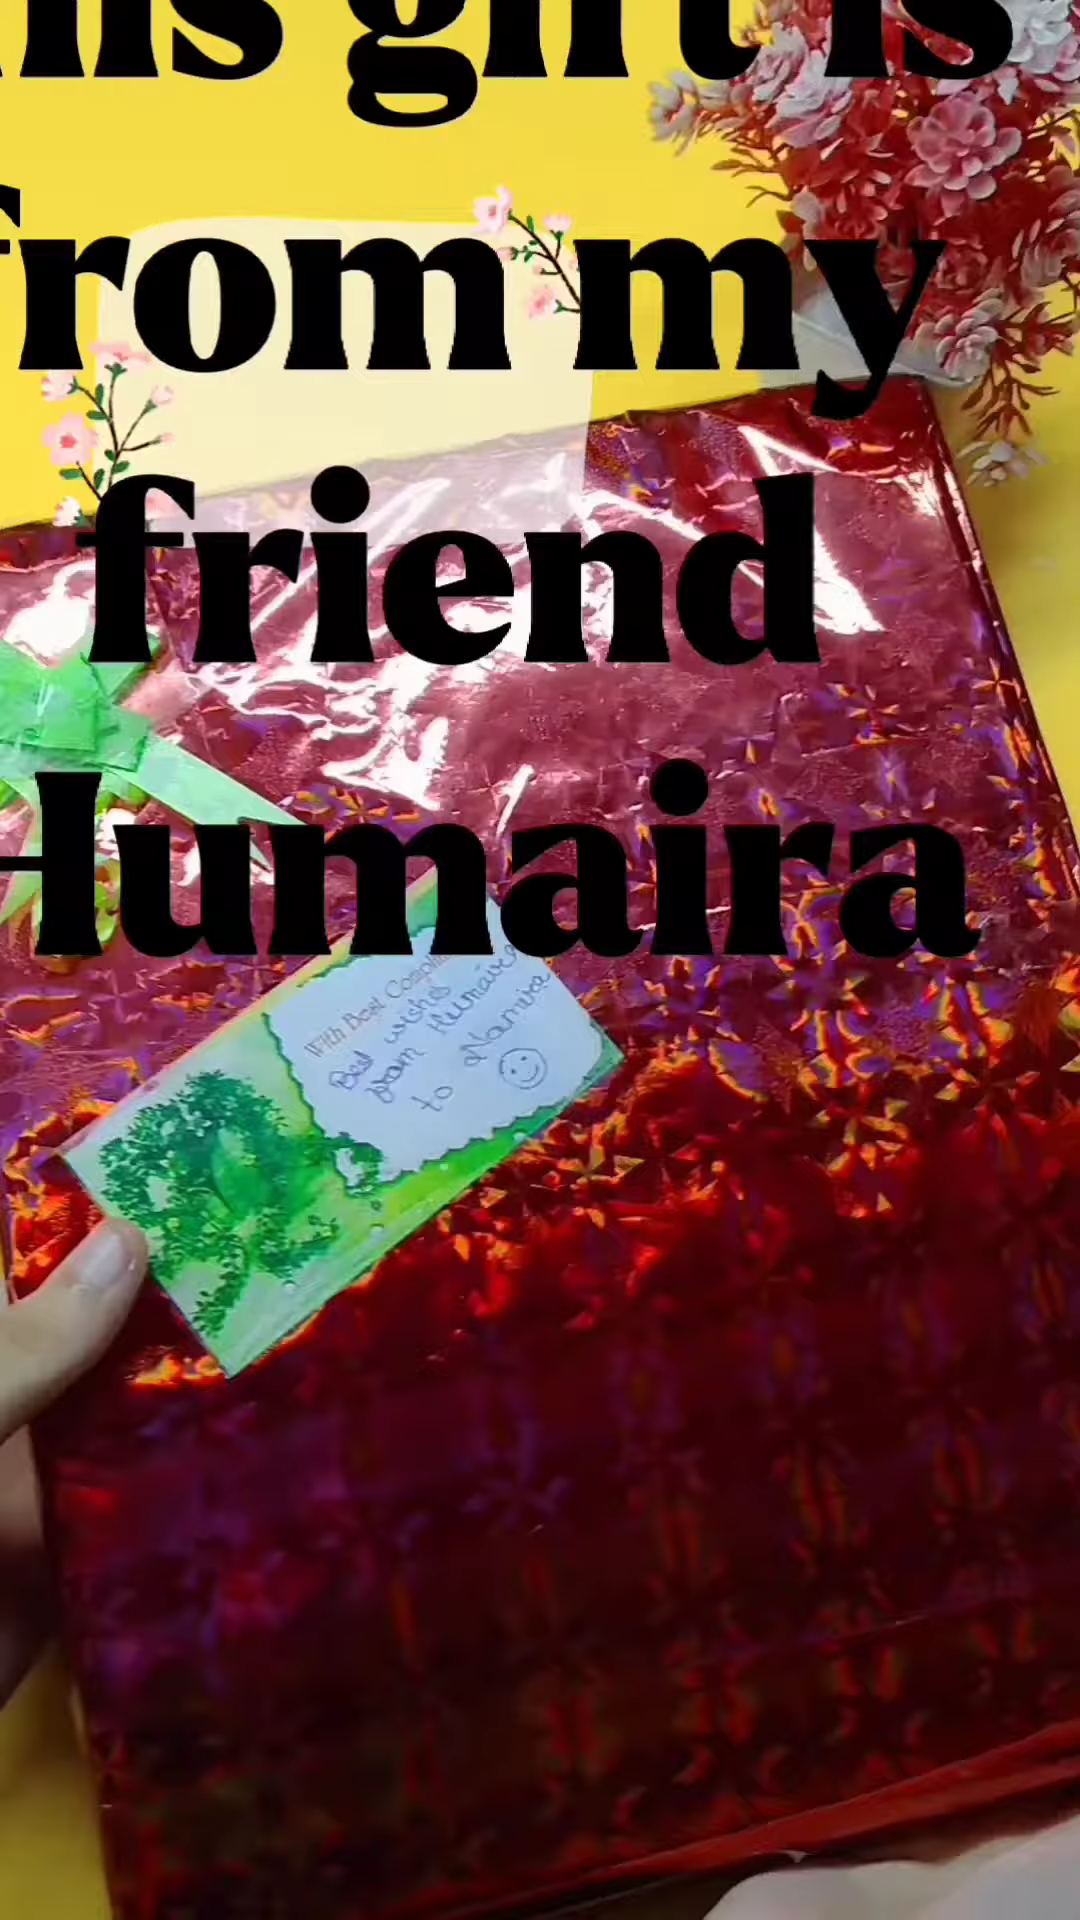 his gift is
from my
friend
Humaira
With Best Compli
Best wishes
from Humaira
to Namira